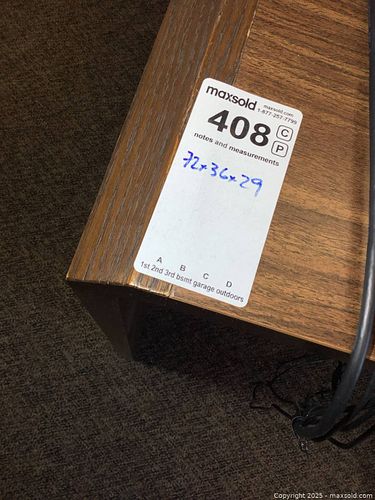 maxsold
maxsold.com
1-877-257-7799
408 C
P
notes and measurements
72x36x29
A B C D
1st 2nd 3rd bsmt garage outdoors
Copyright © 2025 - maxsold.com